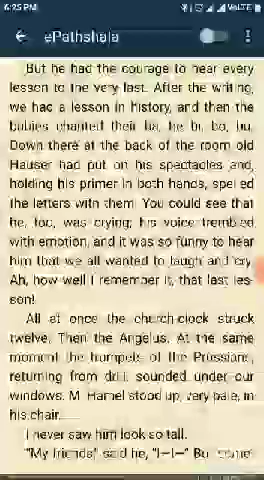 6:25 PM VoLTE
ePathshala
But he had the courage to hear every
lesson to the very last. After the writing,
we had a lesson in history, and then the
babies chanted their ba, be bi, bo, bu.
Down there at the back of the room old
Hauser had put on his spectacles and,
holding his primer in both hands, spelled
the letters with them. You could see that
he, too, was crying; his voice trembled
with emotion, and it was so funny to hear
him that we all wanted to laugh and cry.
Ah, how well I remember it, that last les-
son!
All at once the church-clock struck
twelve. Then the Angelus. At the same
moment the trumpets of the Prussians,
returning from drill, sounded under our
windows. M. Hamel stood up, very pale, in
his chair.
I never saw him look so tall.
"My friends" said he, "I—I—" But some